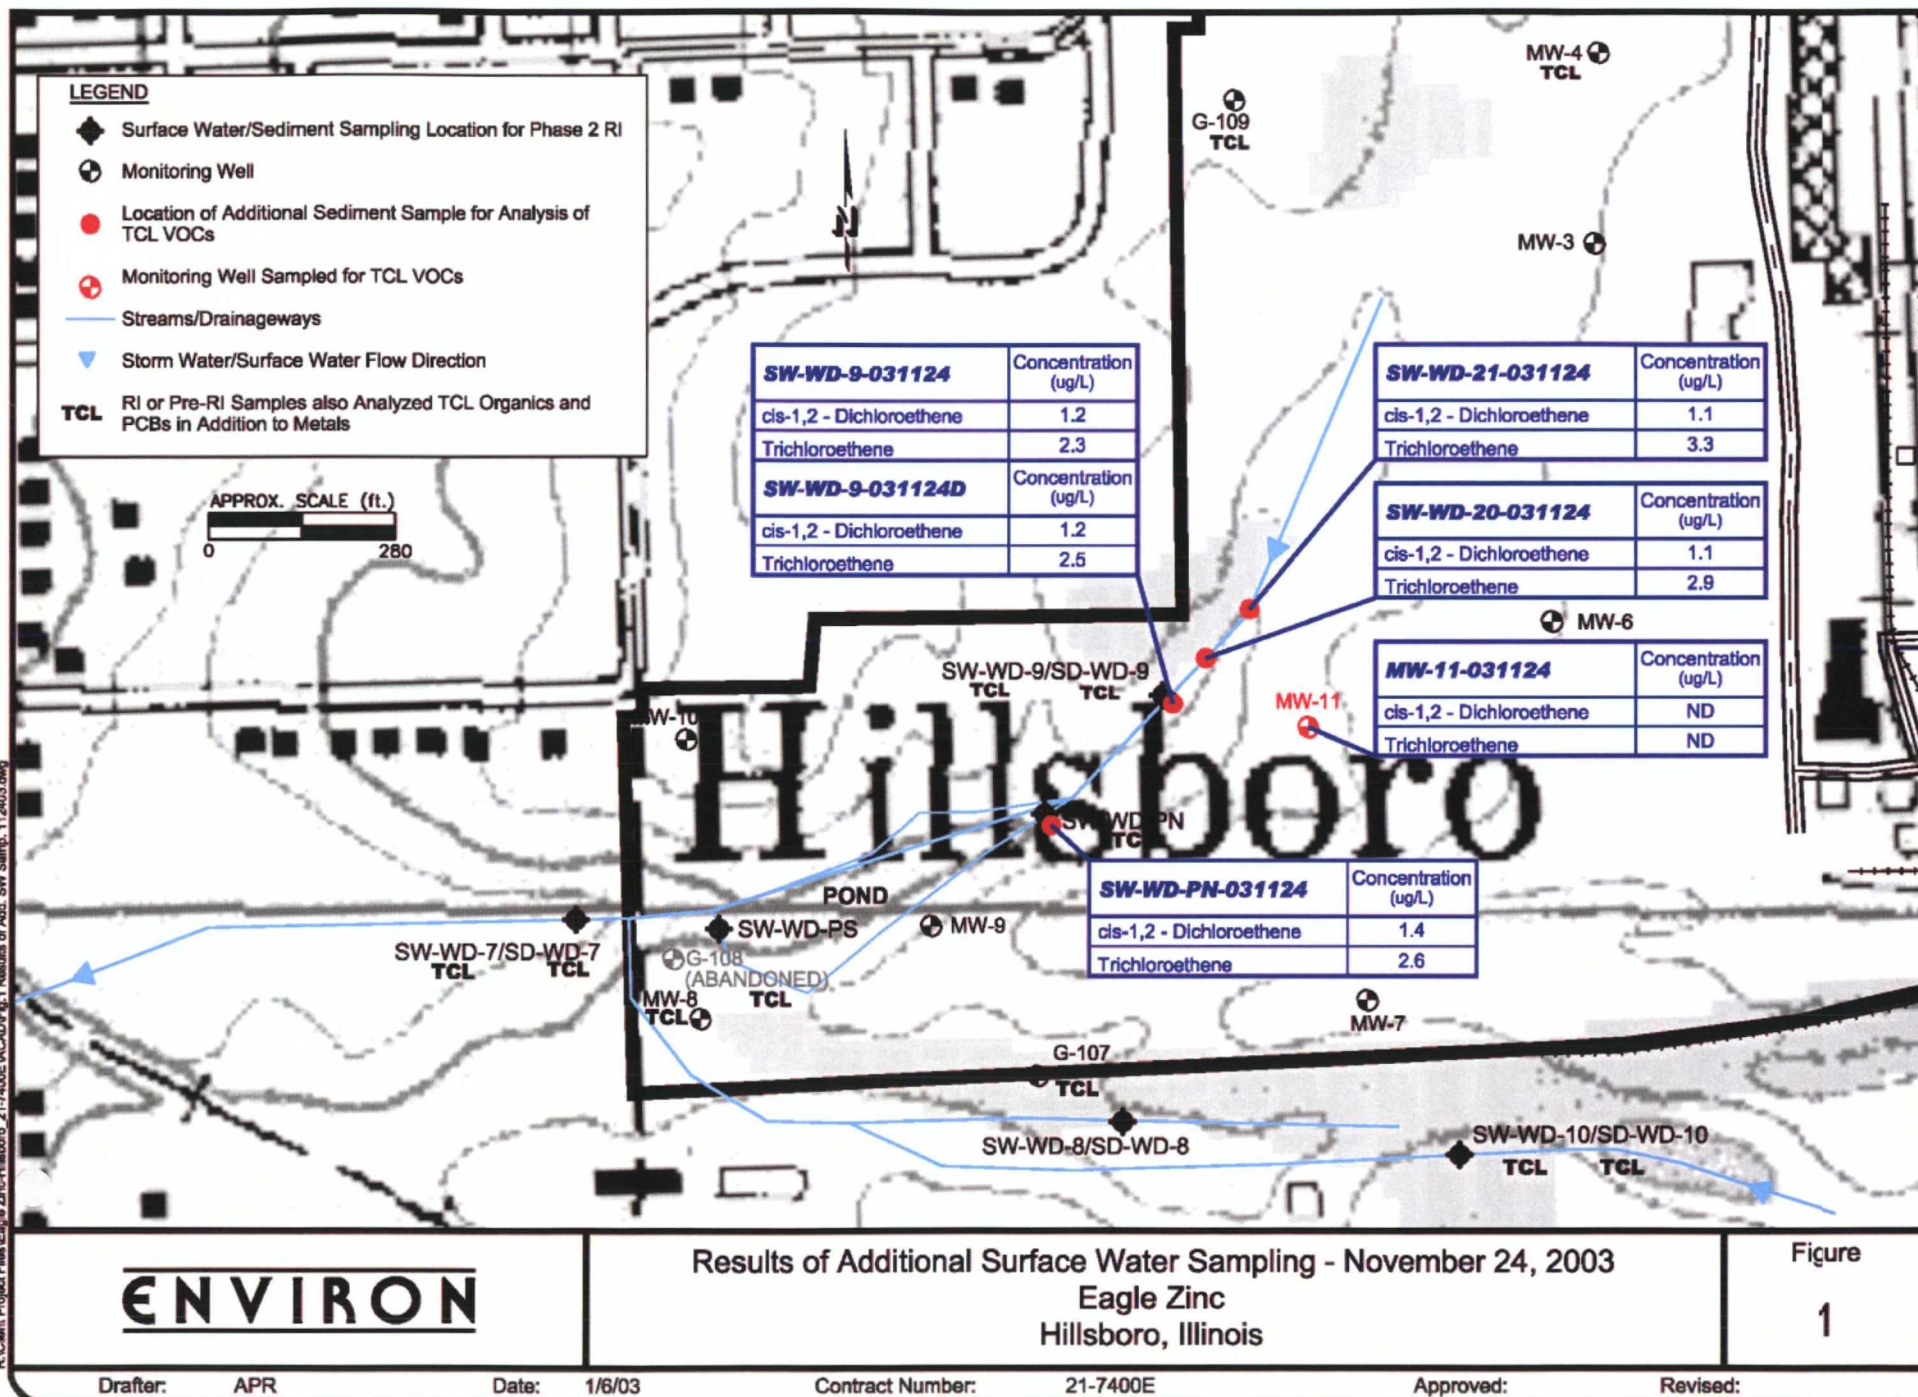 LEGEND
Surface Water/Sediment Sampling Location for Phase 2 RI
Monitoring Well
Location of Additional Sediment Sample for Analysis of
TCL VOCs
Monitoring Well Sampled for TCL VOCs
Streams/Drainageways
Storm Water/Surface Water Flow Direction
TCL RI or Pre-RI Samples also Analyzed TCL Organics and
PCBs in Addition to Metals
APPROX. SCALE (ft.)
0 280
N
MW-4
TCL
G-109
TCL
MW-3
SW-WD-9-031124 Concentration (ug/L)
cis-1,2 - Dichloroethene 1.2
Trichloroethene 2.3
SW-WD-9-031124D Concentration (ug/L)
cis-1,2 - Dichloroethene 1.2
Trichloroethene 2.5
SW-WD-21-031124 Concentration (ug/L)
cis-1,2 - Dichloroethene 1.1
Trichloroethene 3.3
SW-WD-20-031124 Concentration (ug/L)
cis-1,2 - Dichloroethene 1.1
Trichloroethene 2.9
MW-6
MW-11-031124 Concentration (ug/L)
cis-1,2 - Dichloroethene ND
Trichloroethene ND
SW-WD-9/SD-WD-9
TCL TCL
MW-11
MW-10
Hillsboro
SW-WD-PN
TCL
SW-WD-PN-031124 Concentration (ug/L)
cis-1,2 - Dichloroethene 1.4
Trichloroethene 2.6
POND
SW-WD-PS
MW-9
SW-WD-7/SD-WD-7
TCL TCL
G-108
(ABANDONED)
TCL
MW-8
TCL
MW-7
G-107
TCL
SW-WD-8/SD-WD-8
SW-WD-10/SD-WD-10
TCL TCL
ENVIRON
Results of Additional Surface Water Sampling - November 24, 2003
Eagle Zinc
Hillsboro, Illinois
Figure
1
Drafter: APR Date: 1/6/03 Contract Number: 21-7400E Approved: Revised: